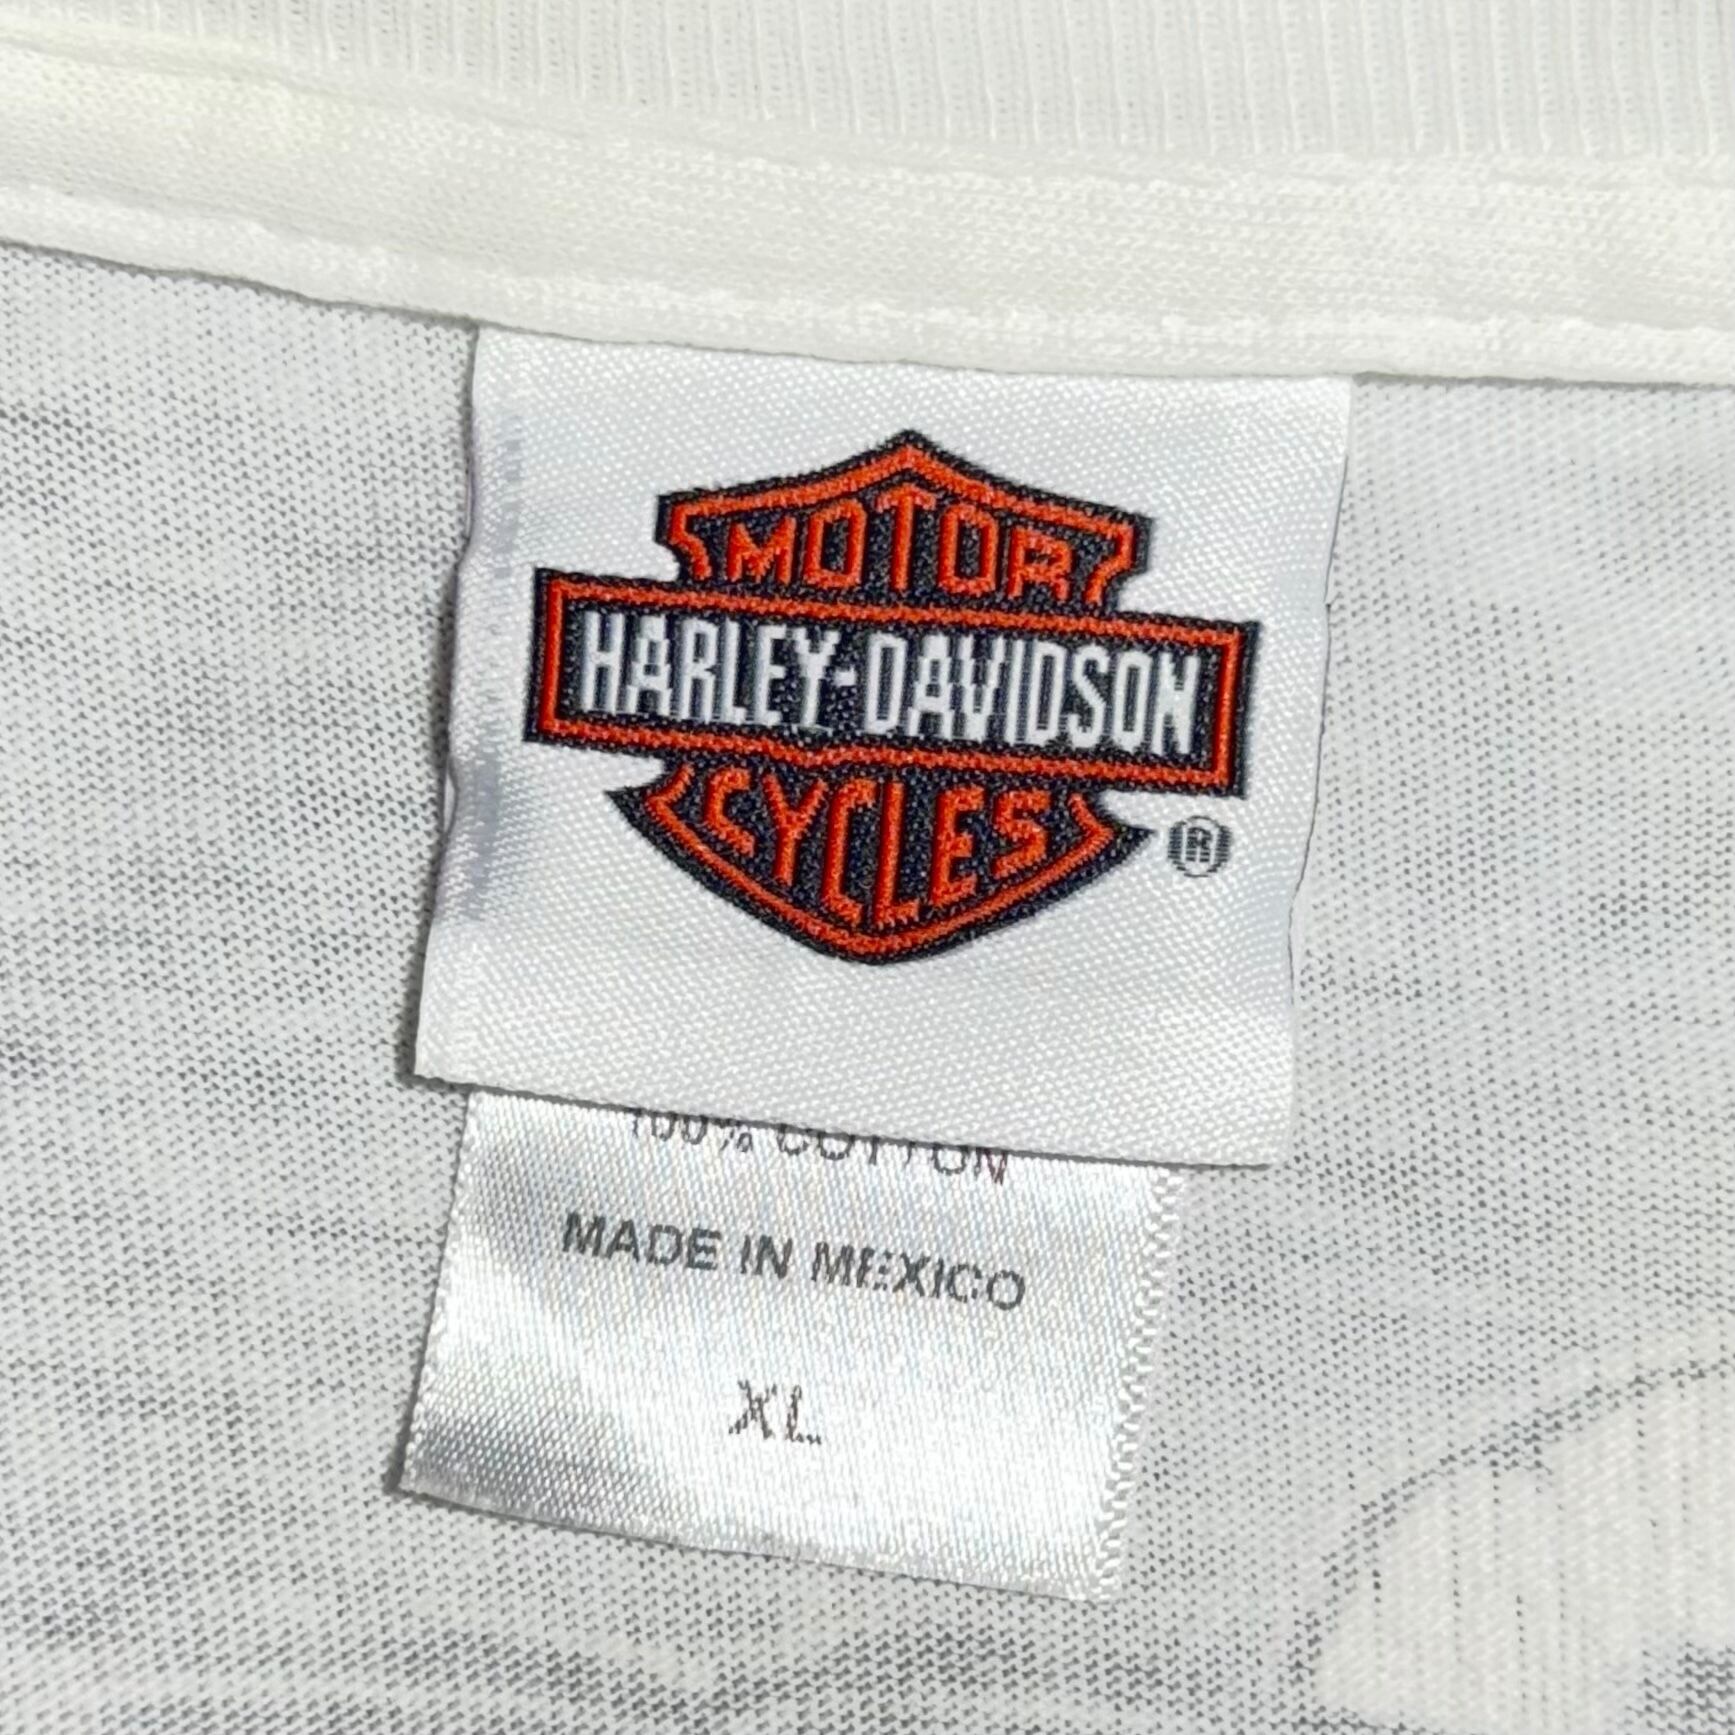 MOTOR
HARLEY-DAVIDSON
CYCLES
®
100% COTTON
MADE IN MEXICO
XL